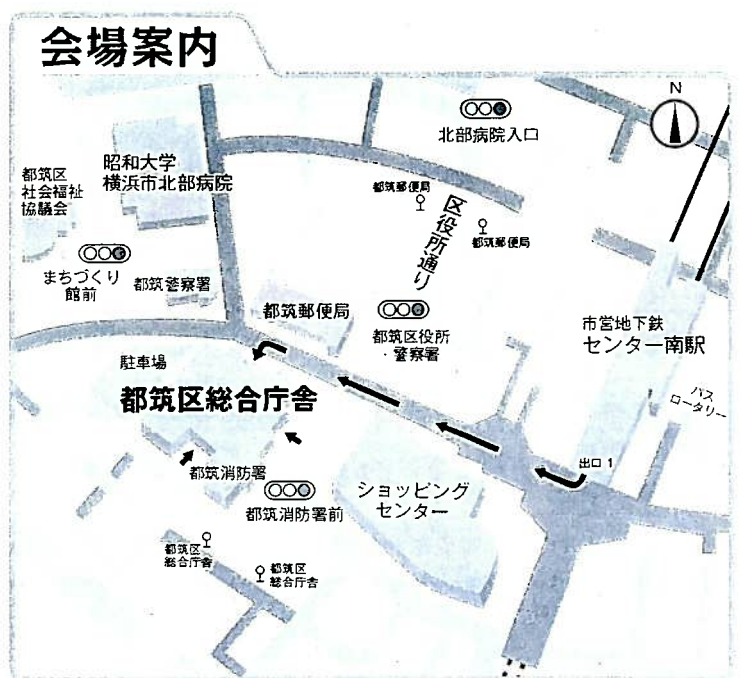 会場案内
N
北部病院入口
昭和大学
横浜市北部病院
都筑区
社会福祉
協議会
都筑郵便局
区役所通り
都筑郵便局
まちづくり
館前
都筑警察署
都筑郵便局
都筑区役所
・警察署
市営地下鉄
センター南駅
バス
ロータリー
駐車場
都筑区総合庁舎
出口1
都筑消防署
都筑消防署前
ショッピング
センター
都筑区
総合庁舎
都筑区
総合庁舎